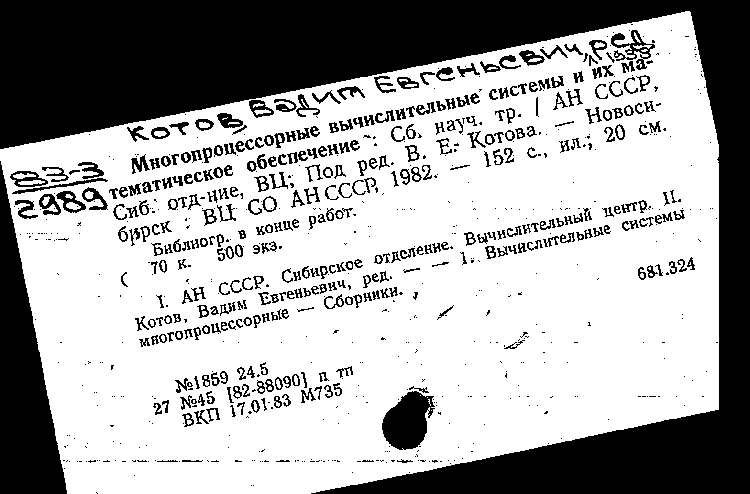 Котов Вадим Евгеньевич, ред.
83-3
2989
Многопроцессорные вычислительные системы и их ма-
тематическое обеспечение : Сб. науч. тр. / АН СССР,
Сиб. отд-ние, ВЦ; Под ред. В. Е. Котова. — Новоси-
бирск : ВЦ СО АН СССР, 1982. — 152 с., ил.; 20 см.
Библиогр. в конце работ.
70 к. 500 экз.
I. АН СССР. Сибирское отделение. Вычислительный центр. II.
Котов, Вадим Евгеньевич, ред. — — 1. Вычислительные системы
многопроцессорные — Сборники.
681.324
№1859 24.5
27 №45 [82-88090] п тп
ВКП 17.01.83 М735